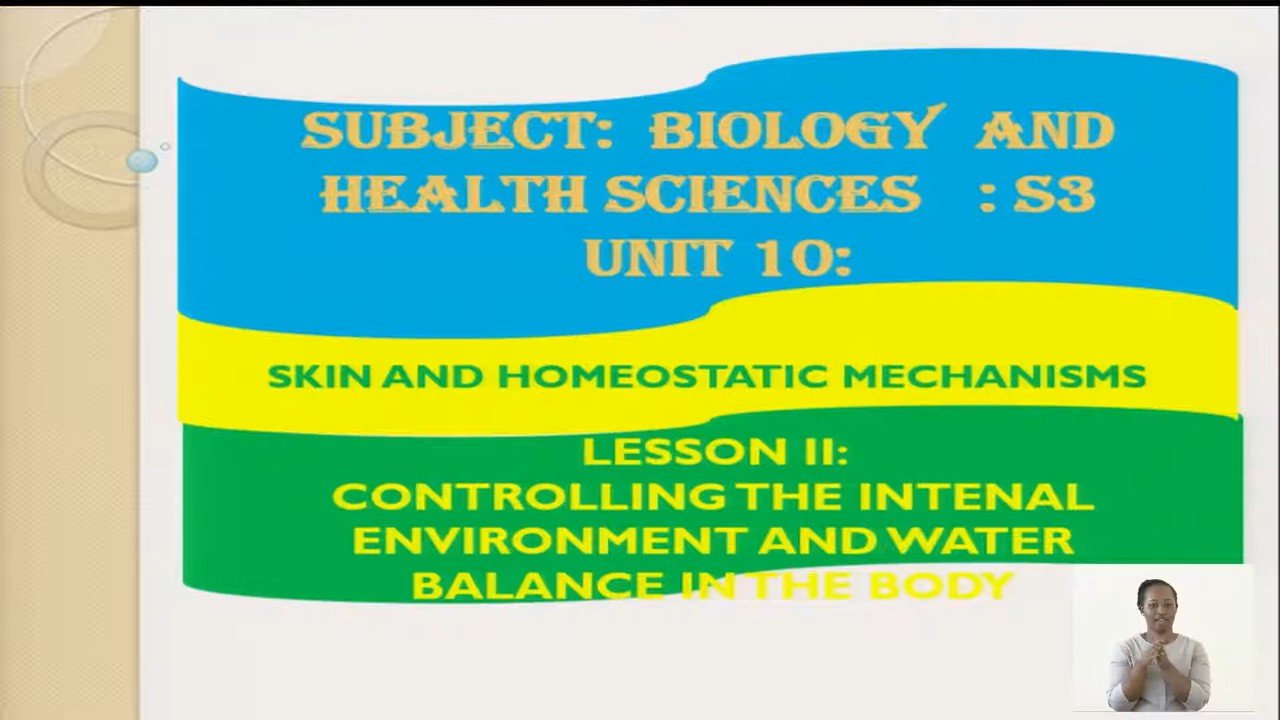 SUBJECT: BIOLOGY AND
HEALTH SCIENCES : S3
UNIT 10:
SKIN AND HOMEOSTATIC MECHANISMS
LESSON II:
CONTROLLING THE INTENAL
ENVIRONMENT AND WATER
BALANCE IN THE BODY